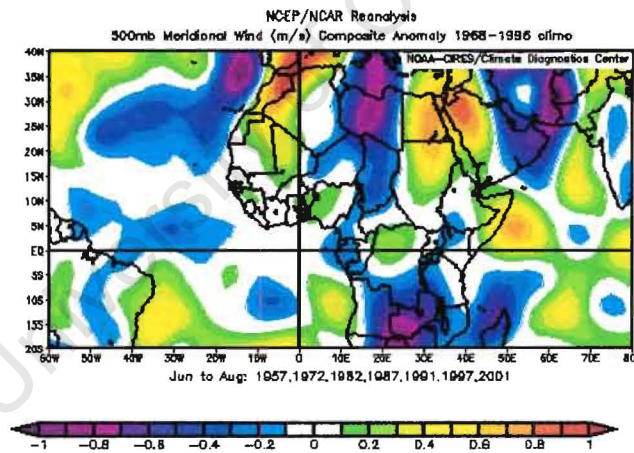 NCEP/NCAR Reanalysis
500mb Meridional Wind (m/s) Composite Anomaly 1968-1996 climo
NOAA-CIRES/Climate Diagnostics Center
40N
35N
30N
25N
20N
15N
10N
5N
EQ
5S
10S
15S
20S
60W 50W 40W 30W 20W 10W 0 10E 20E 30E 40E 50E 60E 70E 80E
Jun to Aug: 1957,1972,1982,1987,1991,1997,2001
-1 -0.8 -0.6 -0.4 -0.2 0 0.2 0.4 0.6 0.8 1